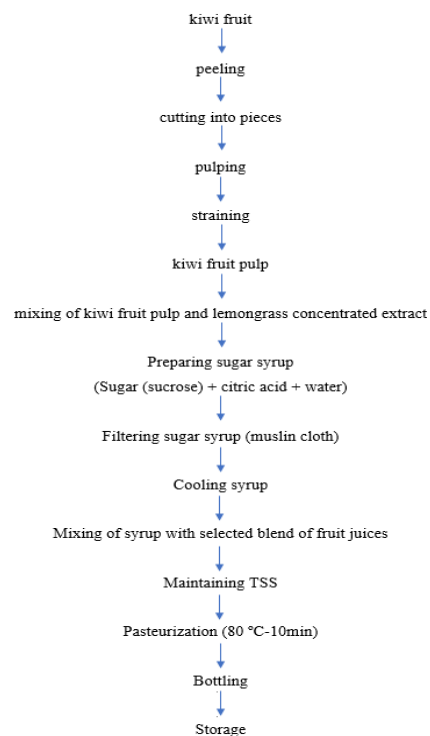 kiwi fruit
peeling
cutting into pieces
pulping
straining
kiwi fruit pulp
mixing of kiwi fruit pulp and lemongrass concentrated extract
Preparing sugar syrup
(Sugar (sucrose) + citric acid + water)
Filtering sugar syrup (muslin cloth)
Cooling syrup
Mixing of syrup with selected blend of fruit juices
Maintaining TSS
Pasteurization (80 °C-10min)
Bottling
Storage